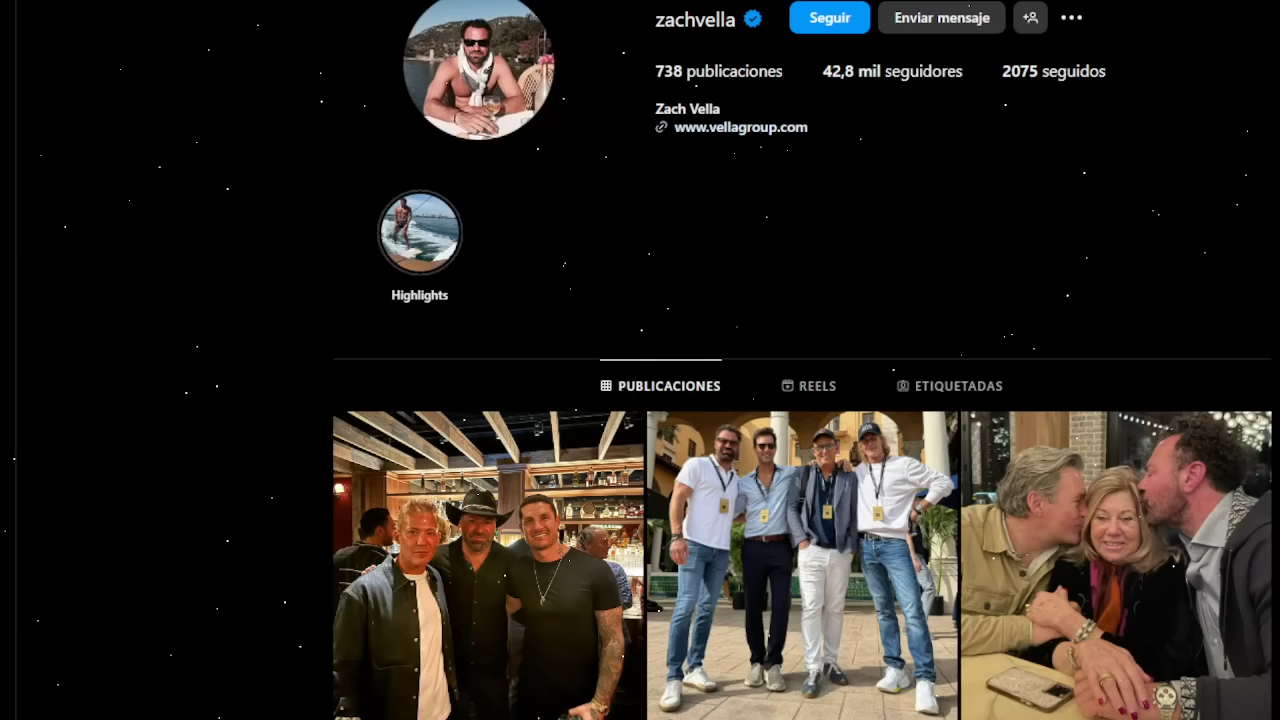 zachvella Seguir Enviar mensaje
738 publicaciones 42,8 mil seguidores 2075 seguidos
Zach Vella
www.vellagroup.com
Highlights
PUBLICACIONES REELS ETIQUETADAS